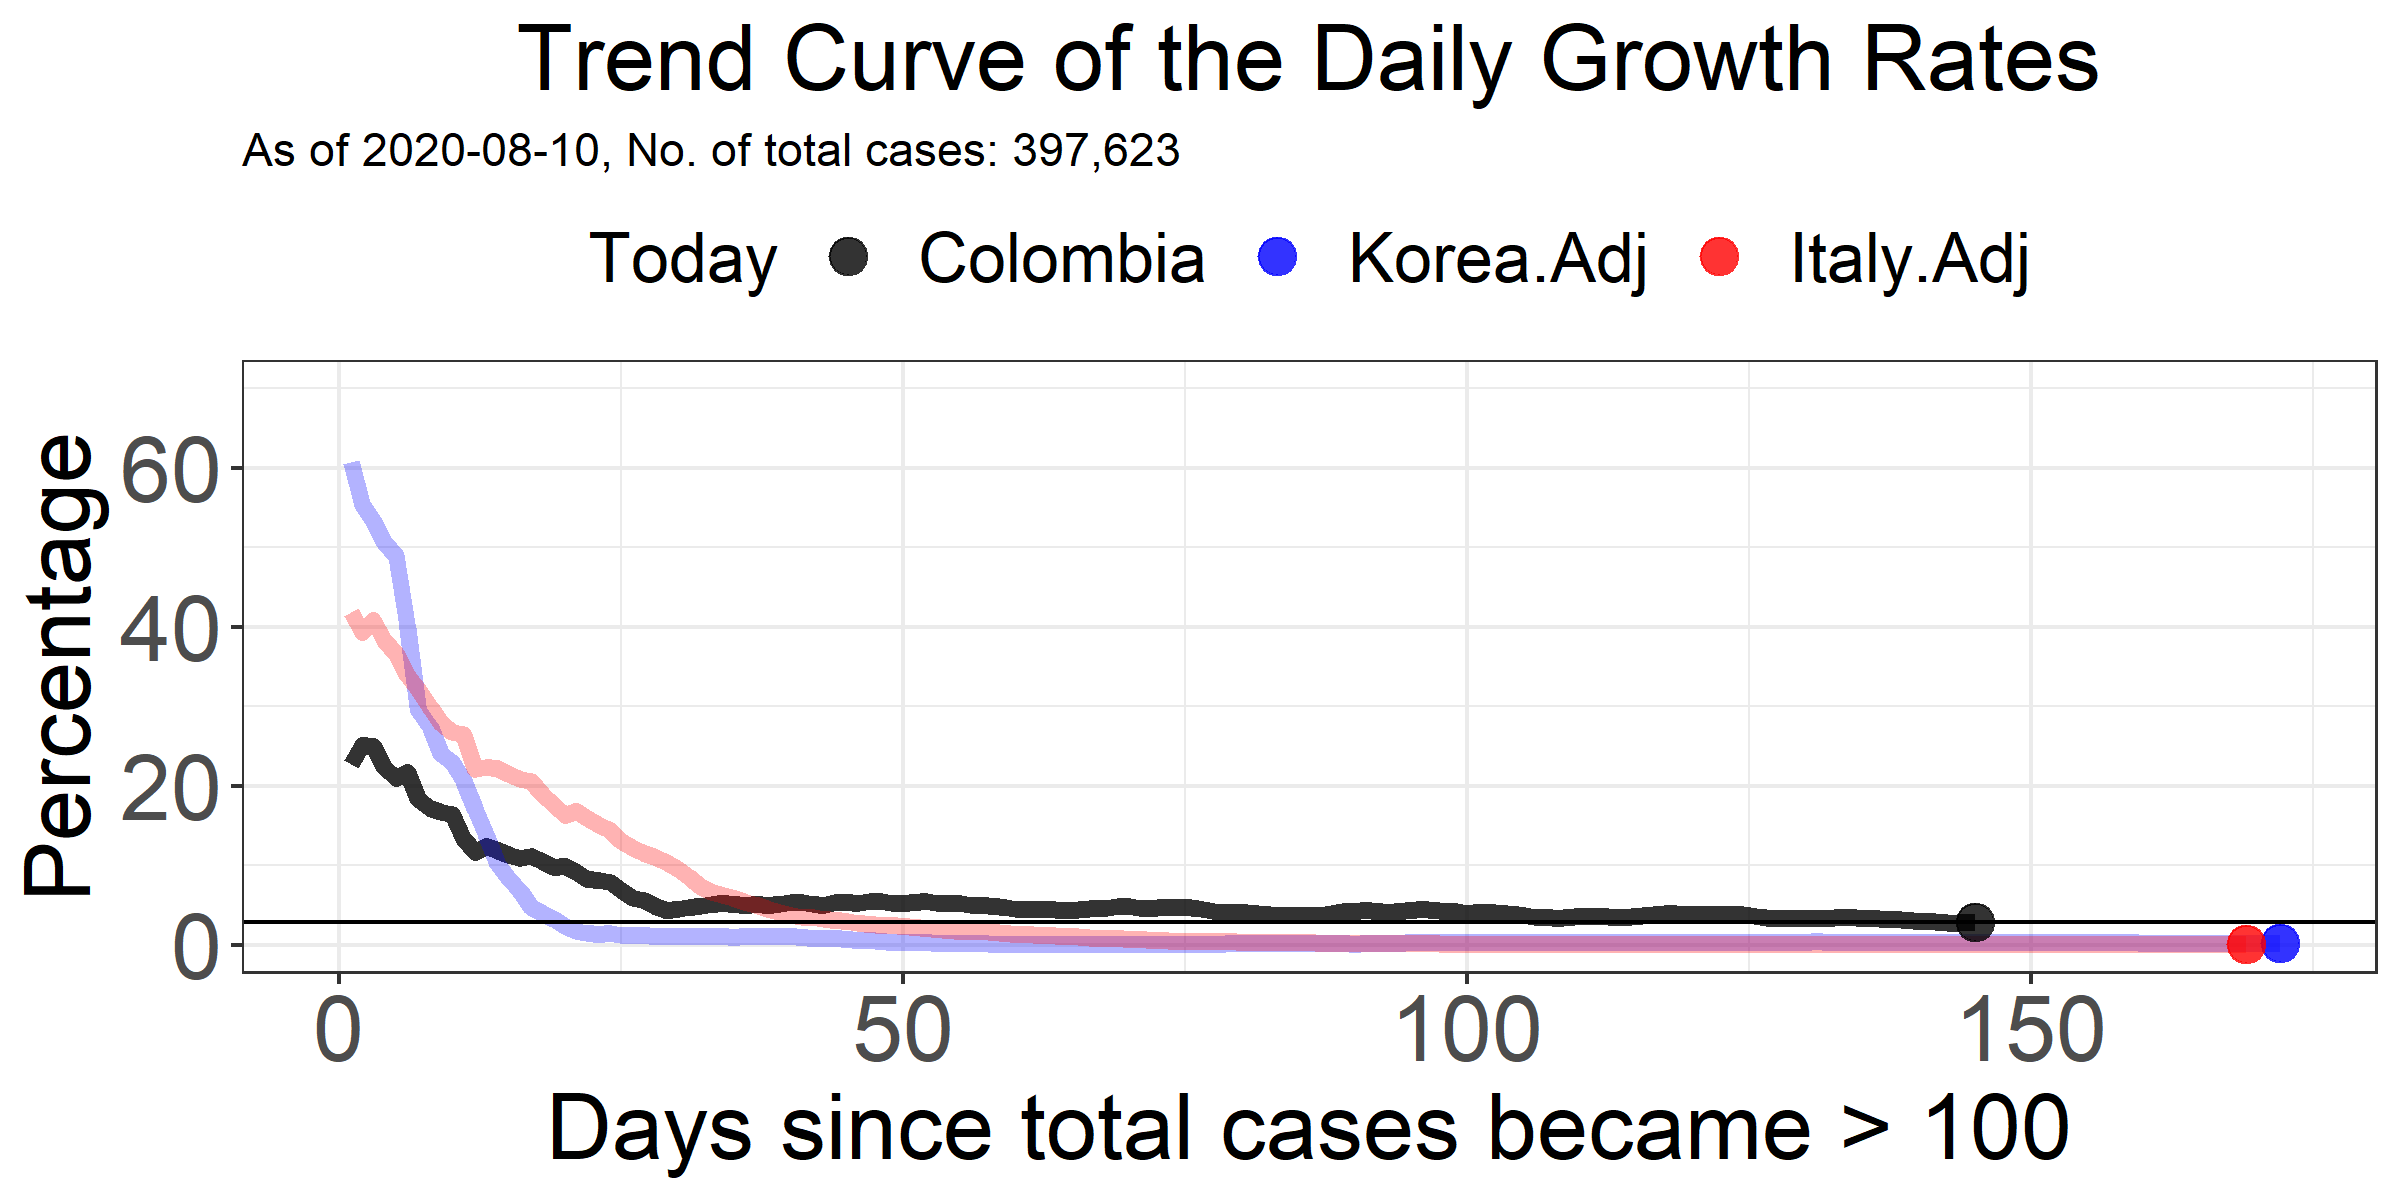 Trend Curve of the Daily Growth Rates
As of 2020-08-10, No. of total cases: 397,623
Today Colombia Korea.Adj Italy.Adj
Percentage
60
40
20
0
0 50 100 150
Days since total cases became > 100